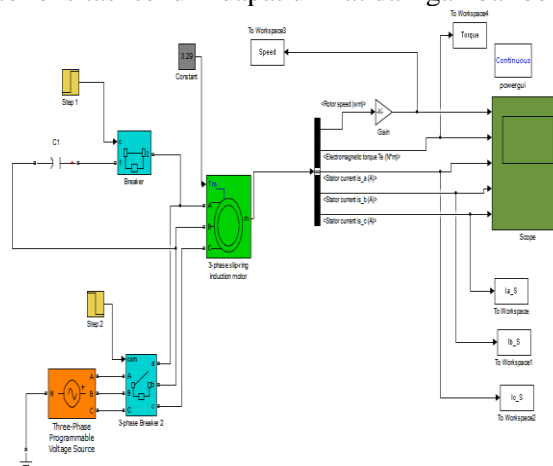 To Workspace3
To Workspace4
Speed
Torque
Continuous
powergui
3.29
Constant
Step 1
C1
c
1
2
Breaker
<Rotor speed (wm)>
K-
Gain
<Electromagnetic torque Te (N*m)>
<Stator current is_a (A)>
<Stator current is_b (A)>
<Stator current is_c (A)>
Scope
Tm
A
B
C
m
3-phase slip-ring
induction motor
Ia_S
To Workspace
Ib_S
To Workspace1
Ic_S
To Workspace2
Step 2
com
A
B
C
a
b
c
3-phase Breaker 2
N
A
B
C
Three-Phase
Programmable
Voltage Source